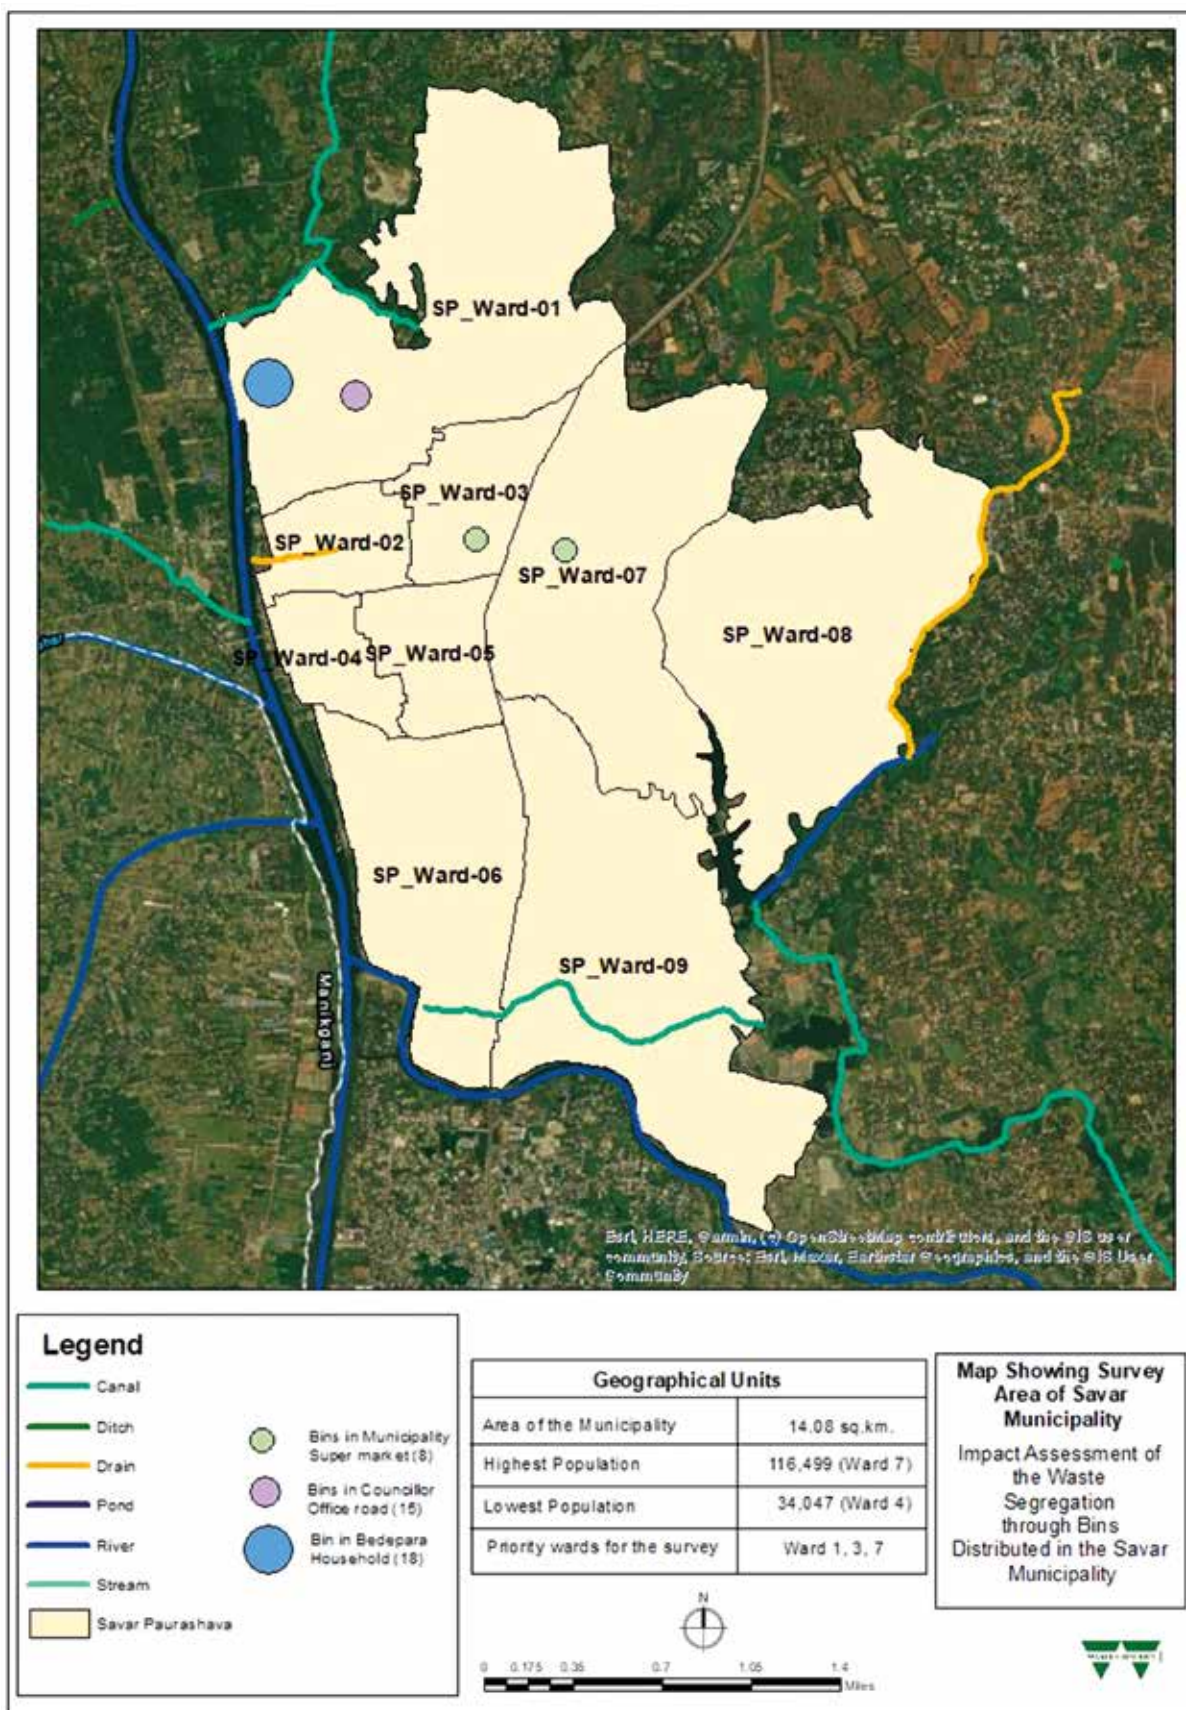 SP_Ward-01
SP_Ward-03
SP_Ward-02
SP_Ward-07
SP_Ward-08
SP_Ward-04
SP_Ward-05
SP_Ward-06
SP_Ward-09
Manikganj
Esri, HERE, Garmin, (c) OpenStreetMap contributors, and the GIS user
community, Source: Esri, Maxar, Earthstar Geographics, and the GIS User
Community
Legend
Canal
Ditch
Drain
Pond
River
Stream
Savar Paurashava
Bins in Municipality
Super market (8)
Bins in Councillor
Office road (15)
Bin in Bedepara
Household (18)
Geographical Units
Area of the Municipality 14.08 sq.km.
Highest Population 116,499 (Ward 7)
Lowest Population 34,047 (Ward 4)
Priority wards for the survey Ward 1, 3, 7
N
0 0.175 0.35 0.7 1.05 1.4
Miles
Map Showing Survey
Area of Savar
Municipality
Impact Assessment of
the Waste
Segregation
through Bins
Distributed in the Savar
Municipality